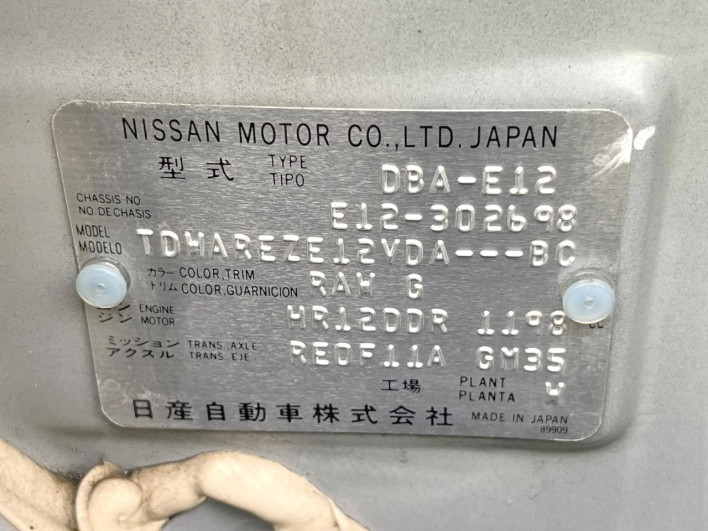 NISSAN MOTOR CO.,LTD. JAPAN
型式 TYPE TIPO DBA-E12
CHASSIS NO. NO. DE CHASIS E12-302698
MODEL MODELO TDHAREZE12VDA---BC
カラー COLOR,TRIM トリム COLOR,GUARNICION RAW G
ENGINE MOTOR HR12DDR 1198 cc
ミッション TRANS.,AXLE アクスル TRANS.,EJE RE0F11A GM35
工場 PLANT PLANTA W
日産自動車株式会社 MADE IN JAPAN
89909